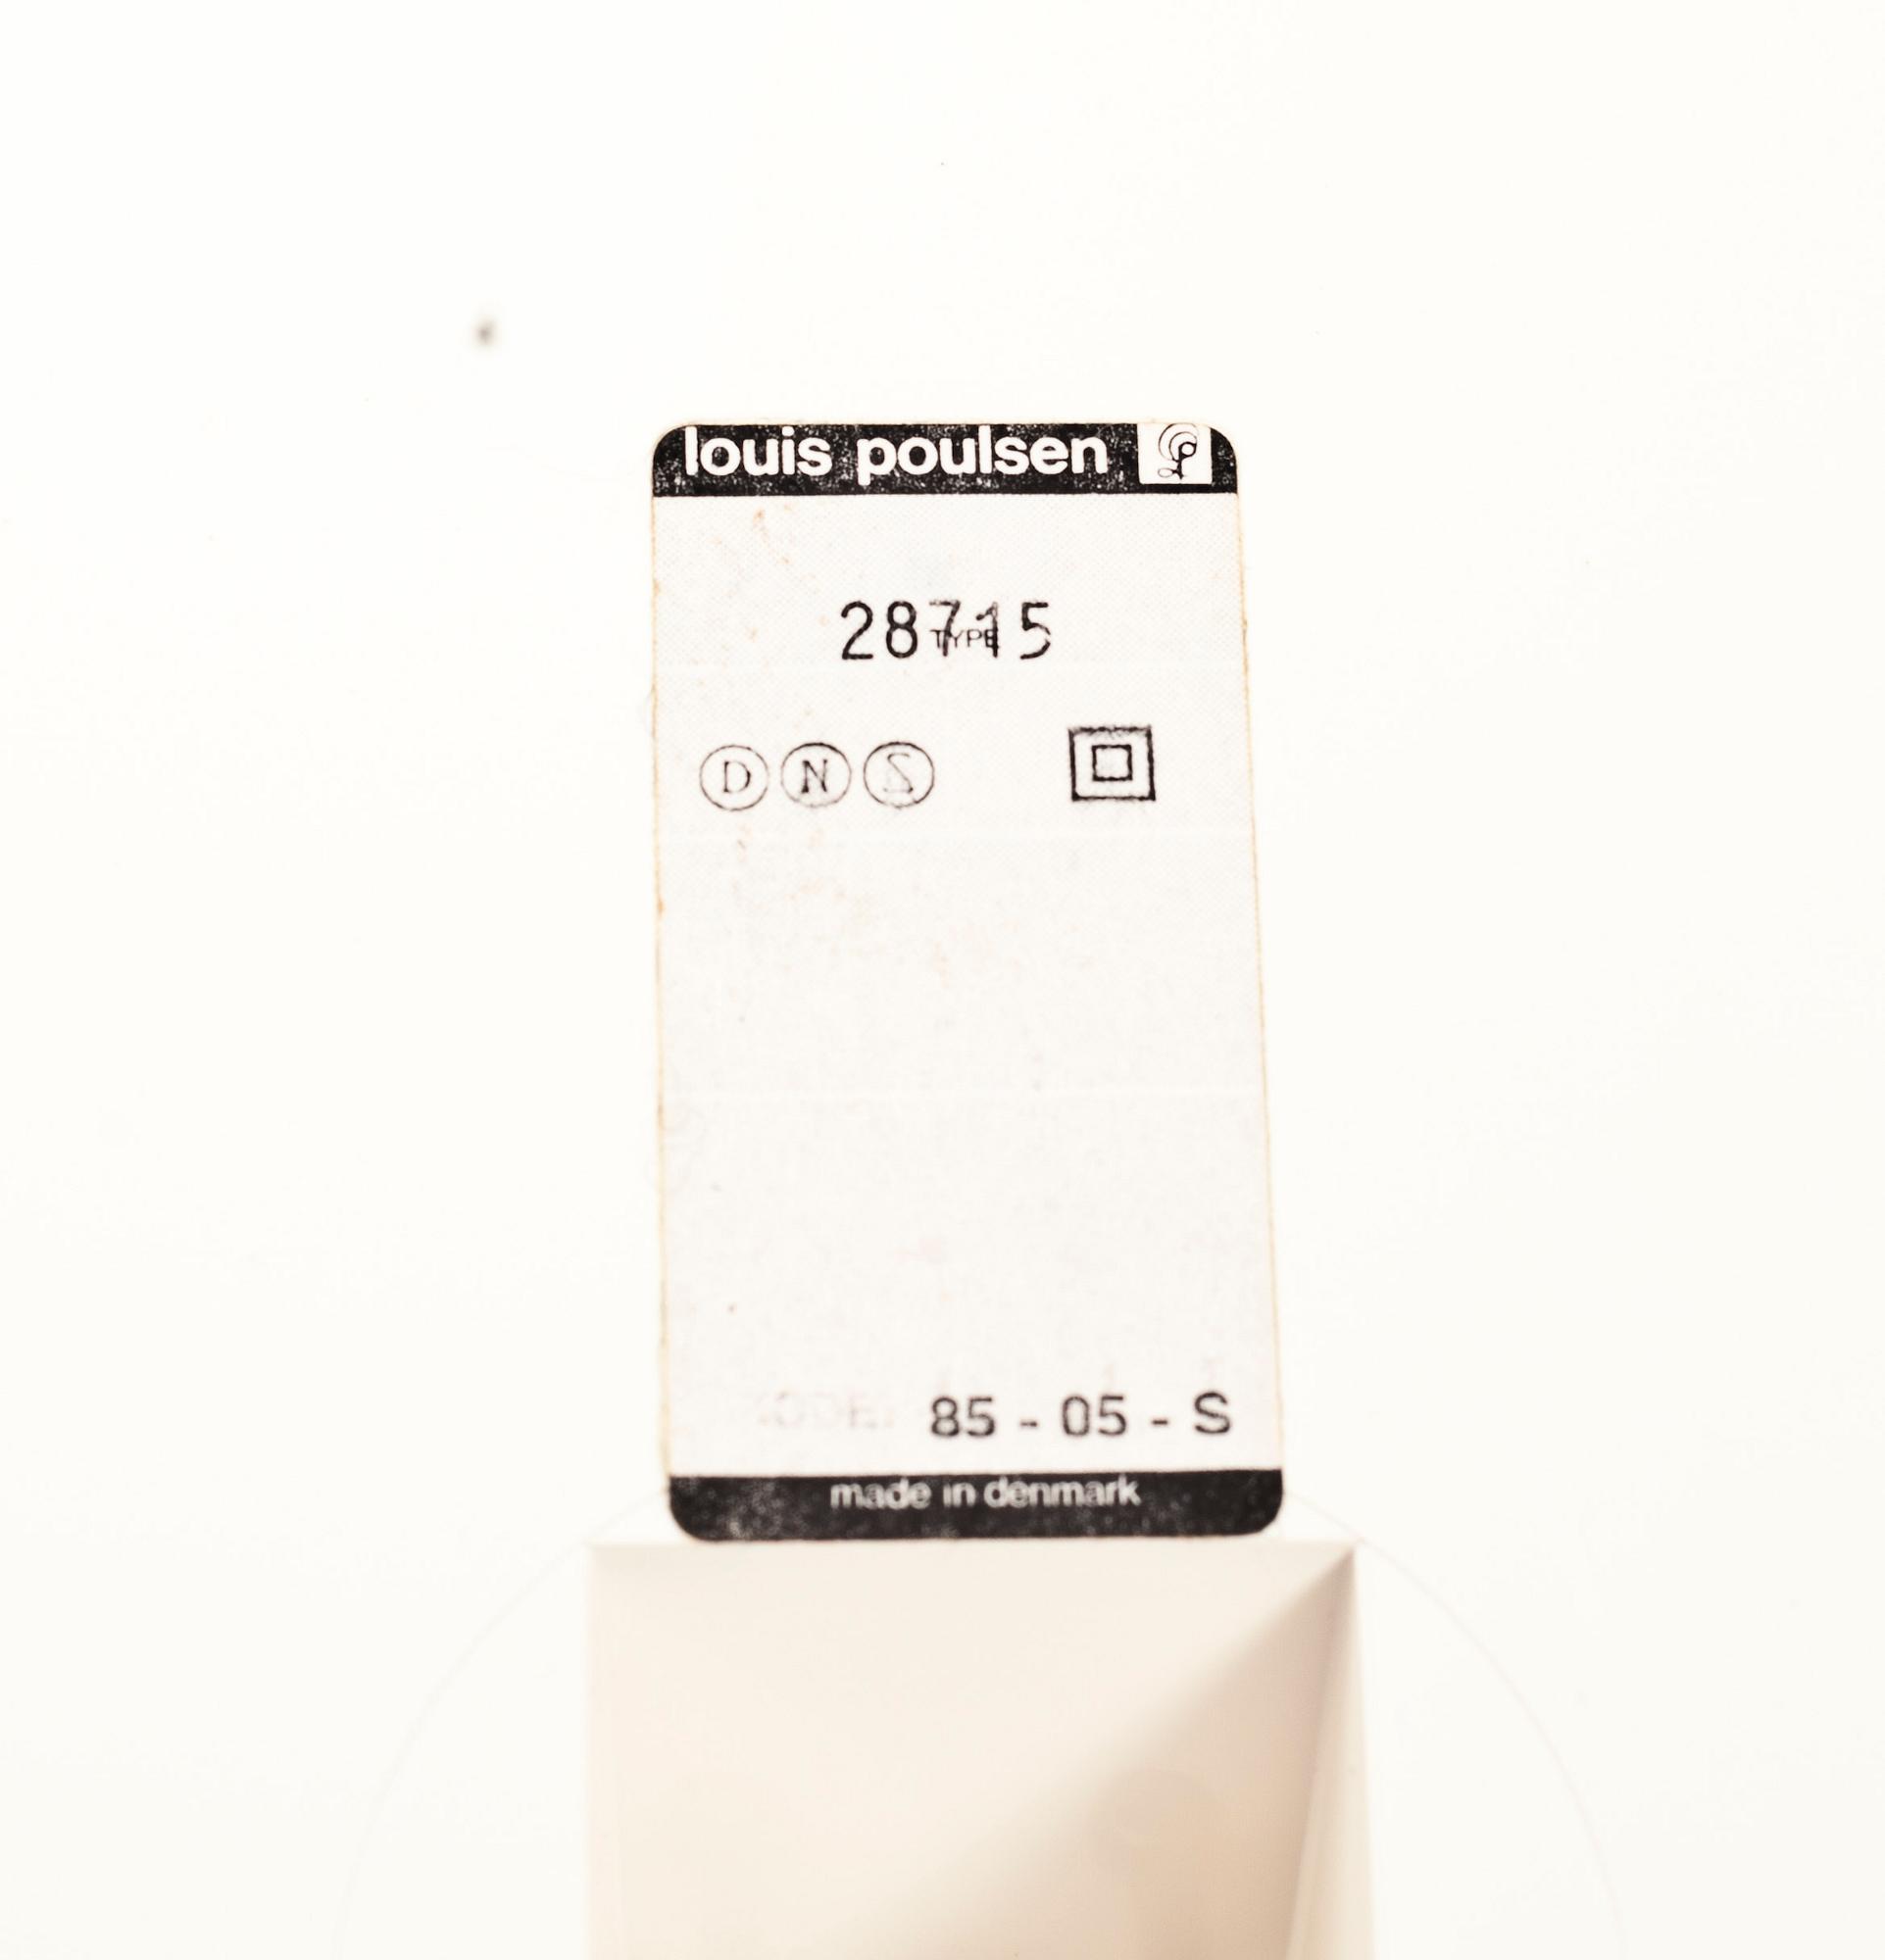 louis poulsen
28715
TYPE
D N S
85 - 05 - S
made in denmark